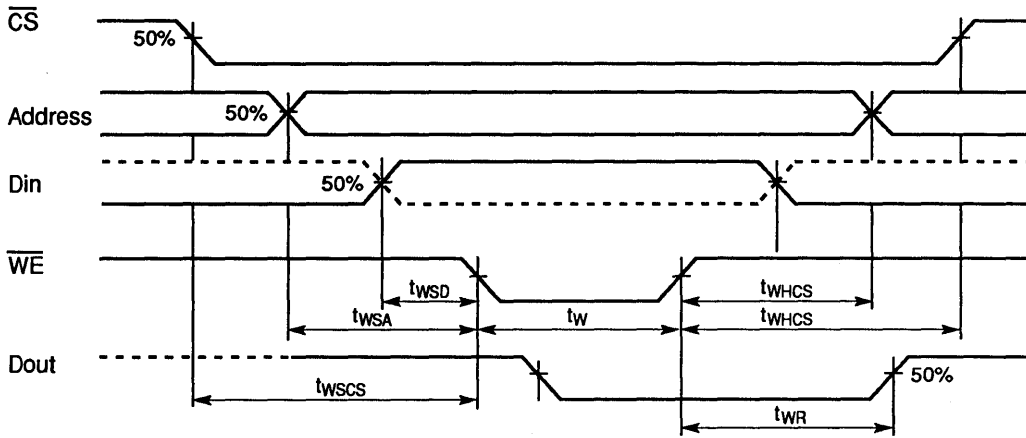 CS
50%
Address
50%
Din
50%
WE
tWSD
tWHCS
tWSA
tW
tWHCS
Dout
tWSCS
50%
tWR